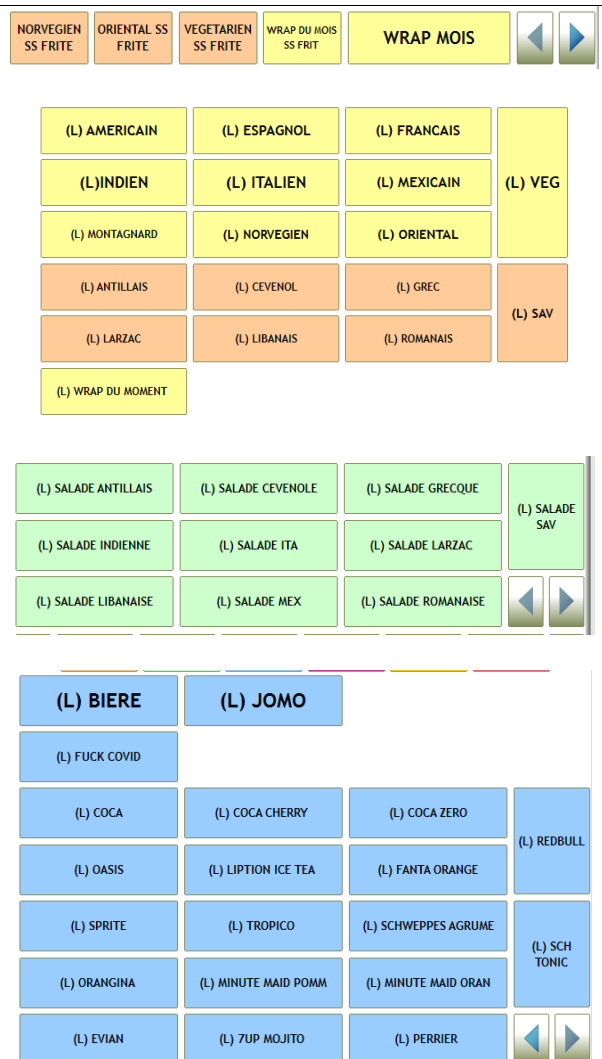 NORVEGIEN SS FRITE
ORIENTAL SS FRITE
VEGETARIEN SS FRITE
WRAP DU MOIS SS FRIT
WRAP MOIS
(L) AMERICAIN
(L) ESPAGNOL
(L) FRANCAIS
(L)INDIEN
(L) ITALIEN
(L) MEXICAIN
(L) VEG
(L) MONTAGNARD
(L) NORVEGIEN
(L) ORIENTAL
(L) ANTILLAIS
(L) CEVENOL
(L) GREC
(L) SAV
(L) LARZAC
(L) LIBANAIS
(L) ROMANAIS
(L) WRAP DU MOMENT
(L) SALADE ANTILLAIS
(L) SALADE CEVENOLE
(L) SALADE GRECQUE
(L) SALADE SAV
(L) SALADE INDIENNE
(L) SALADE ITA
(L) SALADE LARZAC
(L) SALADE LIBANAISE
(L) SALADE MEX
(L) SALADE ROMANAISE
(L) BIERE
(L) JOMO
(L) FUCK COVID
(L) COCA
(L) COCA CHERRY
(L) COCA ZERO
(L) REDBULL
(L) OASIS
(L) LIPTION ICE TEA
(L) FANTA ORANGE
(L) SPRITE
(L) TROPICO
(L) SCHWEPPES AGRUME
(L) SCH TONIC
(L) ORANGINA
(L) MINUTE MAID POMM
(L) MINUTE MAID ORAN
(L) EVIAN
(L) 7UP MOJITO
(L) PERRIER